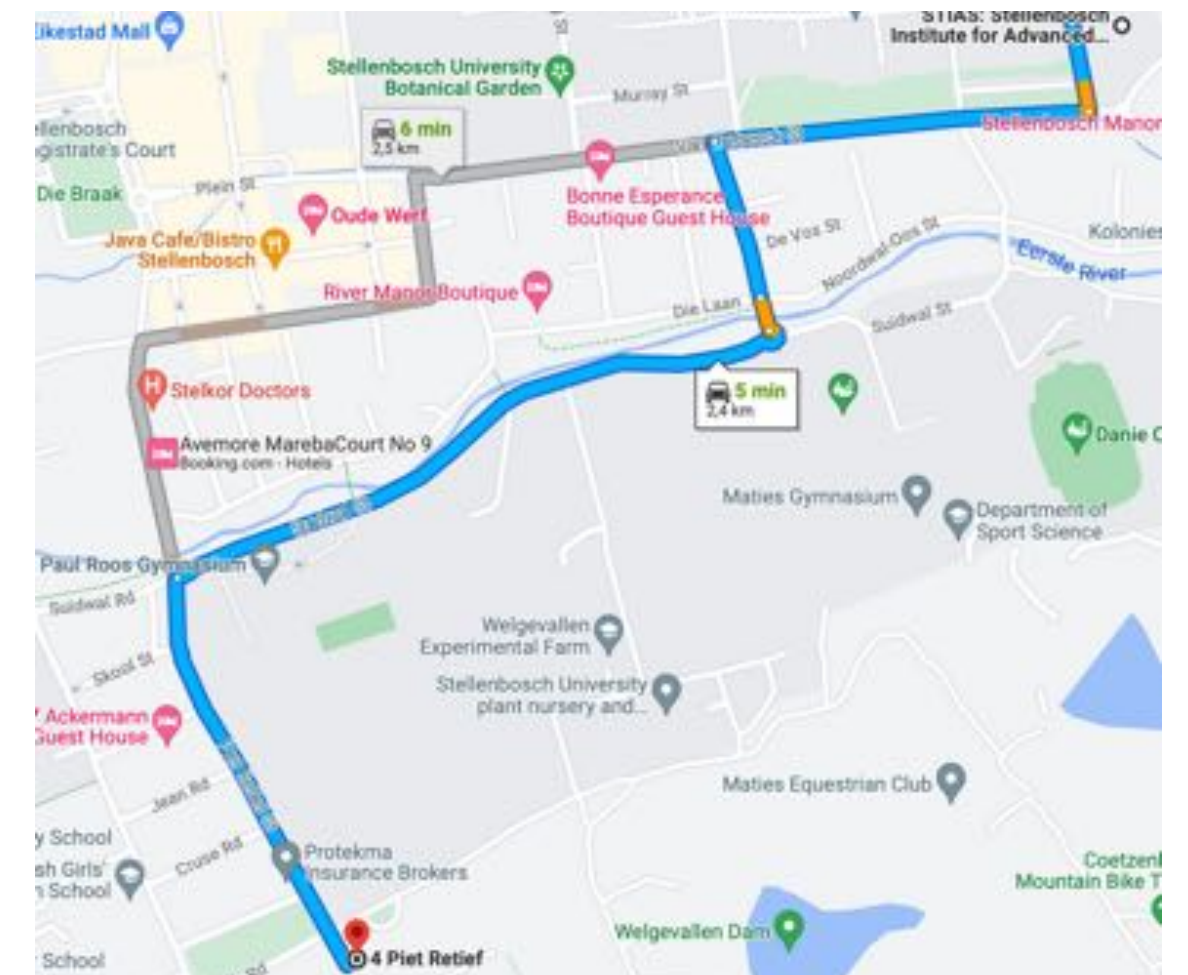 Eikestad Mall
STIAS: Stellenbosch
Institute for Advanced...
Stellenbosch University
Botanical Garden
Murray St
6 min
2,5 km
Stellenbosch Manor
ellenbosch
gistrate's Court
Die Braak
Plein St
Oude Werf
Bonne Esperance
Boutique Guest House
Java Cafe/Bistro
Stellenbosch
De Vos St
Noordwal-Oos St
Kolonies
Eerste River
River Manor Boutique
Die Laan
Suidwal St
5 min
2,4 km
Stelkor Doctors
Avemore MarebaCourt No 9
Booking.com - Hotels
Danie C
Maties Gymnasium
Department of
Sport Science
Paul Roos Gymnasium
Suidwal Rd
Welgevallen
Experimental Farm
Skool St
Stellenbosch University
plant nursery and...
Ackermann
Guest House
Jean Rd
Maties Equestrian Club
y School
Cruse Rd
Protekma
Insurance Brokers
sh Girls'
n School
Coetzenl
Mountain Bike T
Welgevallen Dam
4 Piet Retief
School
Rd